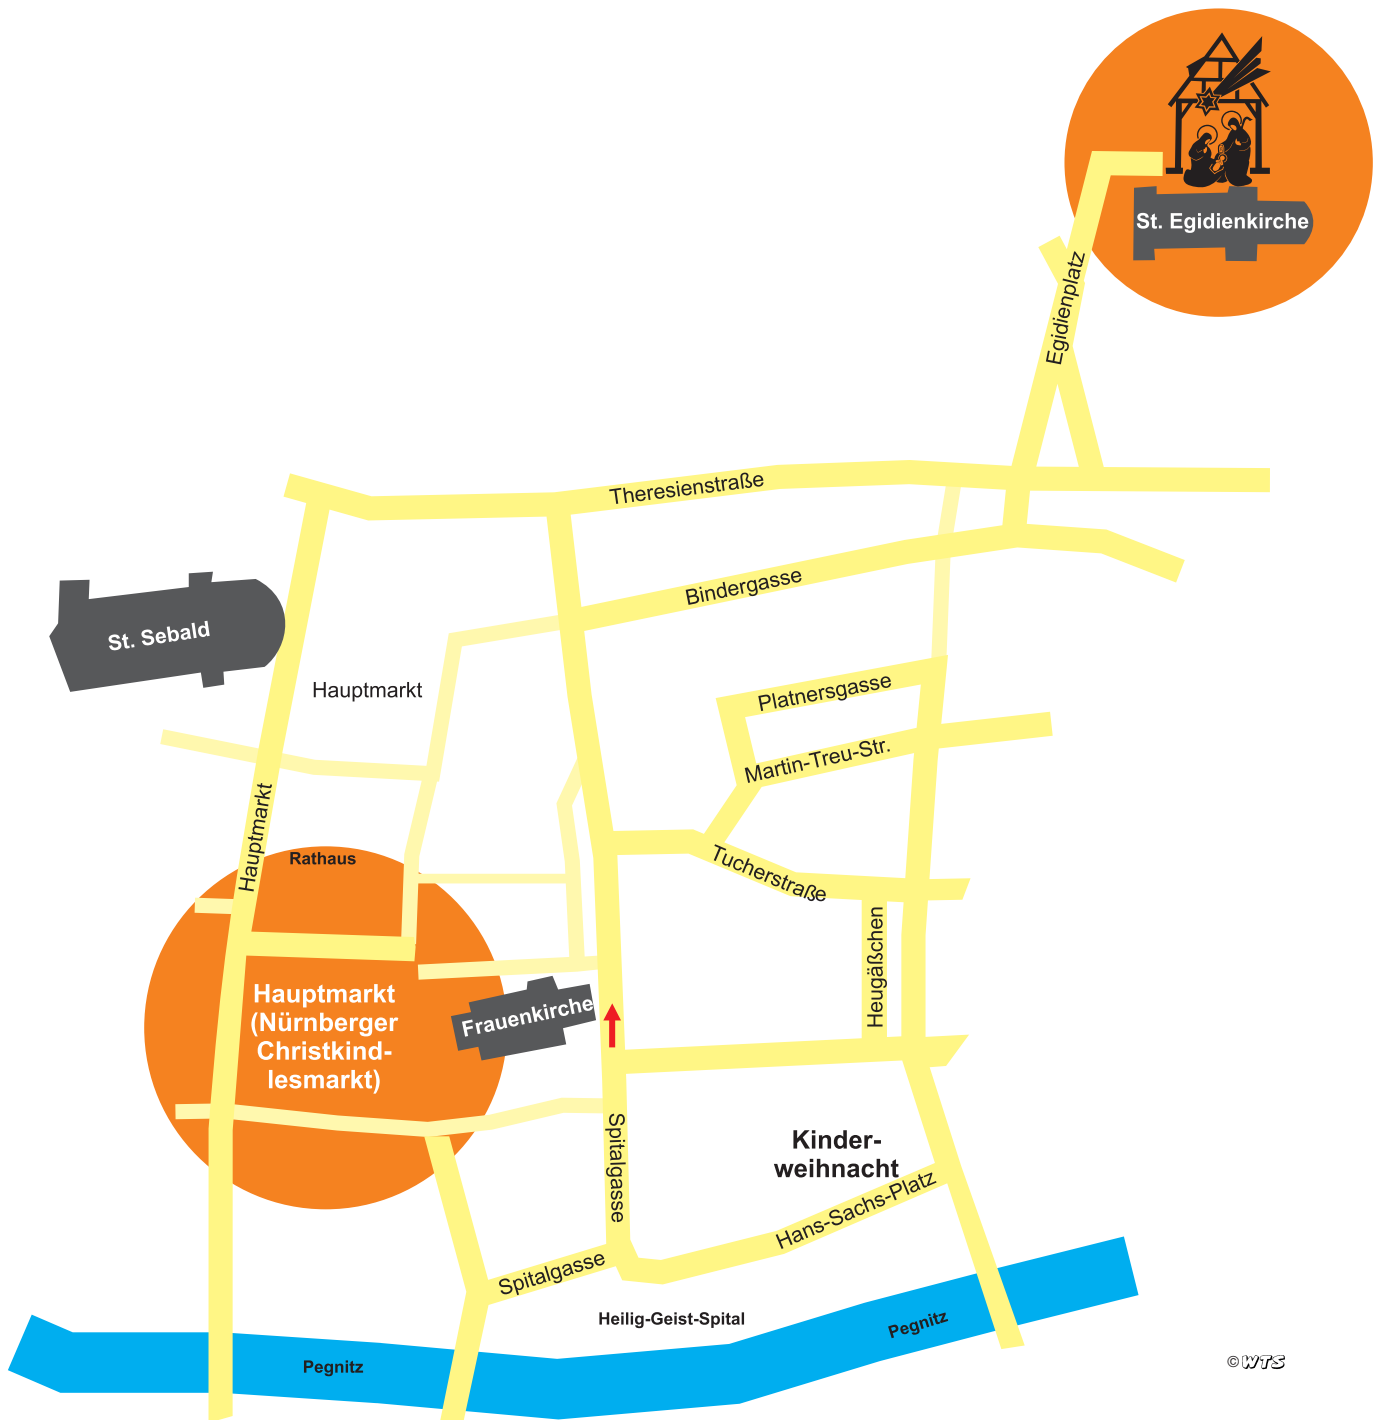 St. Egidienkirche
Egidienplatz
Theresienstraße
Bindergasse
St. Sebald
Hauptmarkt
Platnersgasse
Martin-Treu-Str.
Hauptmarkt
Rathaus
Tucherstraße
Heugäßchen
Hauptmarkt
(Nürnberger
Christkind-
lesmarkt)
Frauenkirche
Spitalgasse
Kinder-
weihnacht
Hans-Sachs-Platz
Spitalgasse
Heilig-Geist-Spital
Pegnitz
Pegnitz
©WTS